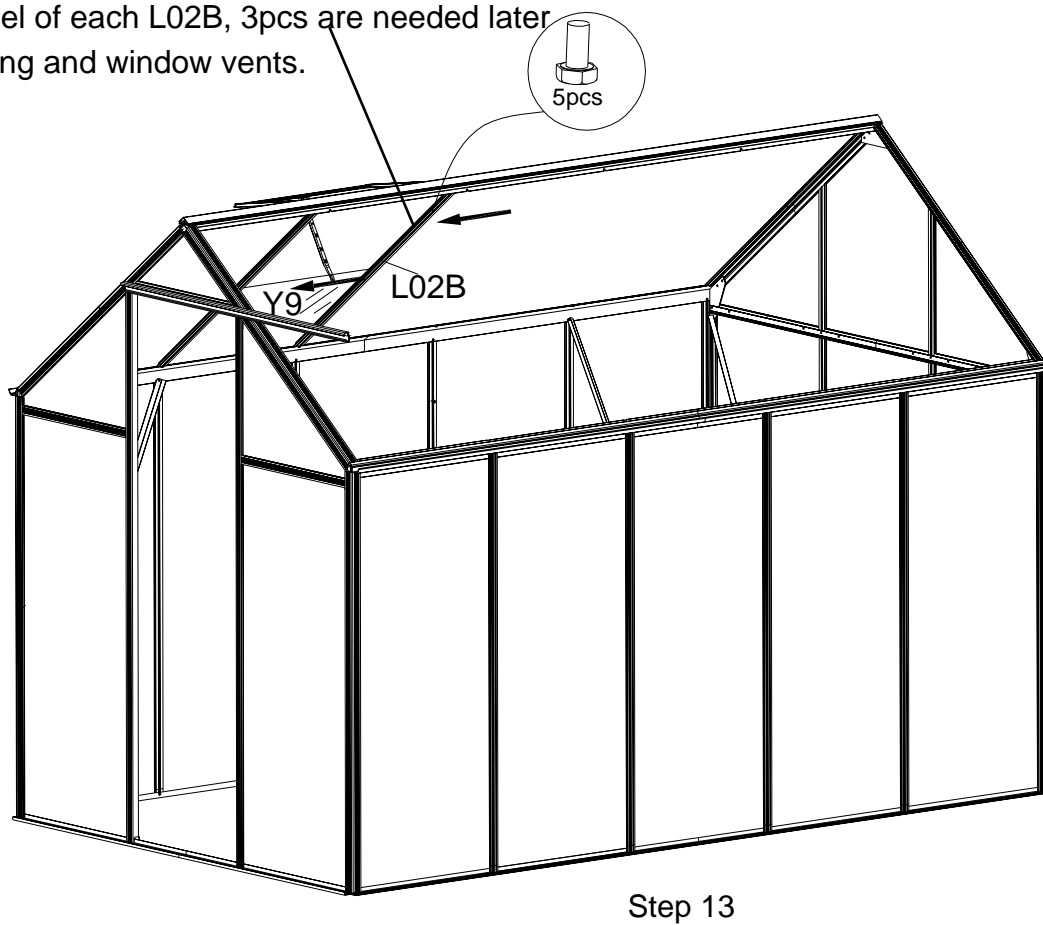 el of each L02B, 3pcs are needed later
ng and window vents.
5pcs
L02B
Y9
Step 13